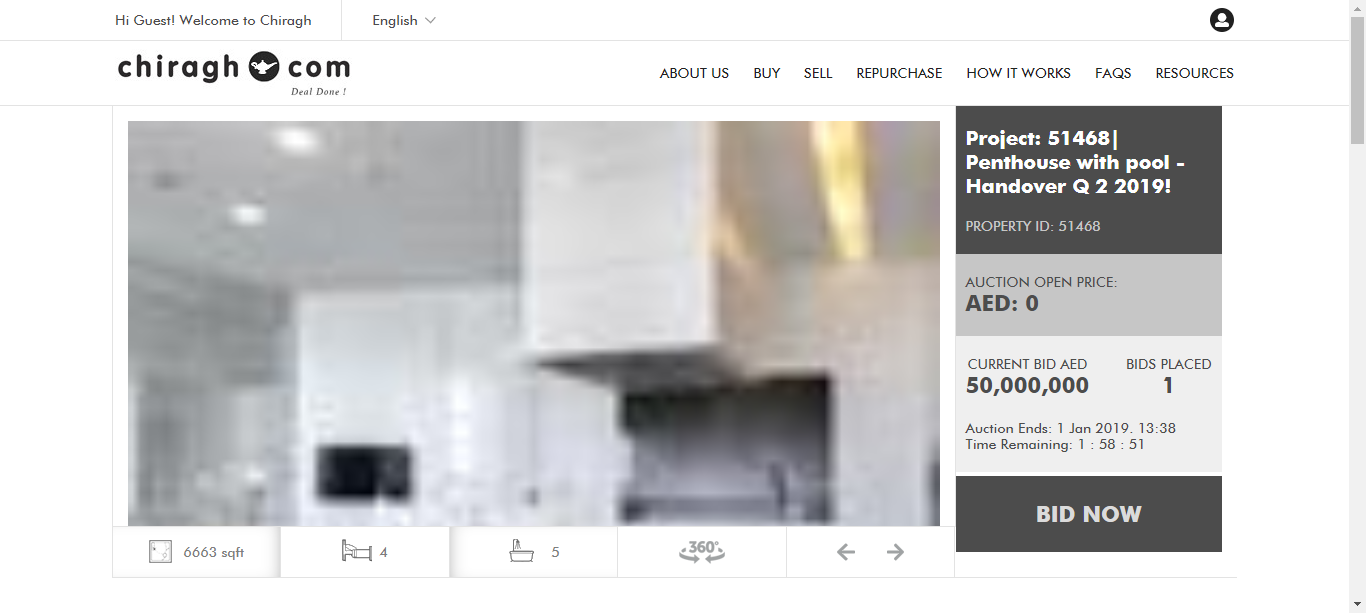 Hi Guest! Welcome to Chiragh
English
chiragh com
Deal Done !
ABOUT US
BUY
SELL
REPURCHASE
HOW IT WORKS
FAQS
RESOURCES
Project: 51468|
Penthouse with pool -
Handover Q 2 2019!
PROPERTY ID: 51468
AUCTION OPEN PRICE:
AED: 0
CURRENT BID AED
BIDS PLACED
50,000,000
1
Auction Ends: 1 Jan 2019. 13:38
Time Remaining: 1 : 58 : 51
BID NOW
6663 sqft
4
5
360°